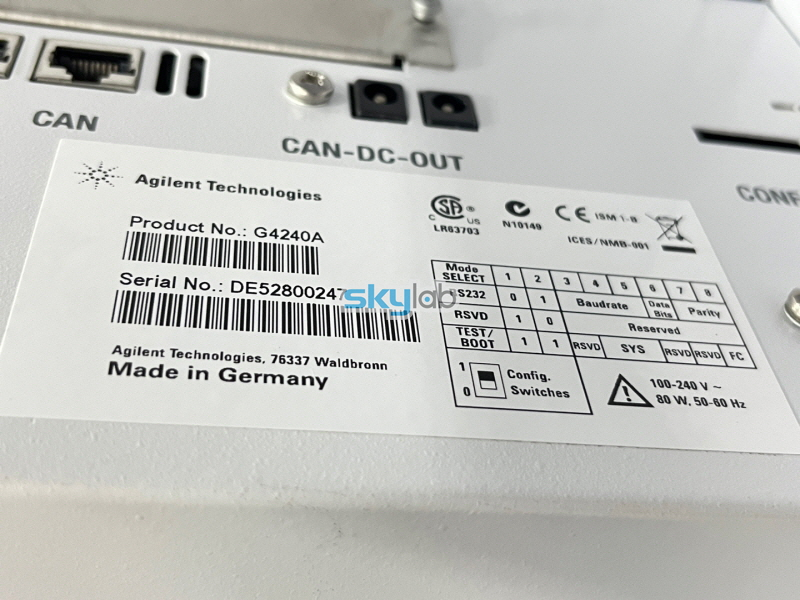 CAN
CAN-DC-OUT
Agilent Technologies
Product No.: G4240A
Serial No.: DE52800247
Agilent Technologies, 76337 Waldbronn
Made in Germany
skylab
SA
C US
LR63703
N10149
CE ISM 1-B
ICES/NMB-001
Mode SELECT 1 2 3 4 5 6 7 8
RS232 0 1 Baudrate Data Bits Parity
RSVD 1 0 Reserved
TEST/BOOT 1 1 RSVD SYS RSVD RSVD FC
1
0
Config.
Switches
100-240 V ~
80 W, 50-60 Hz